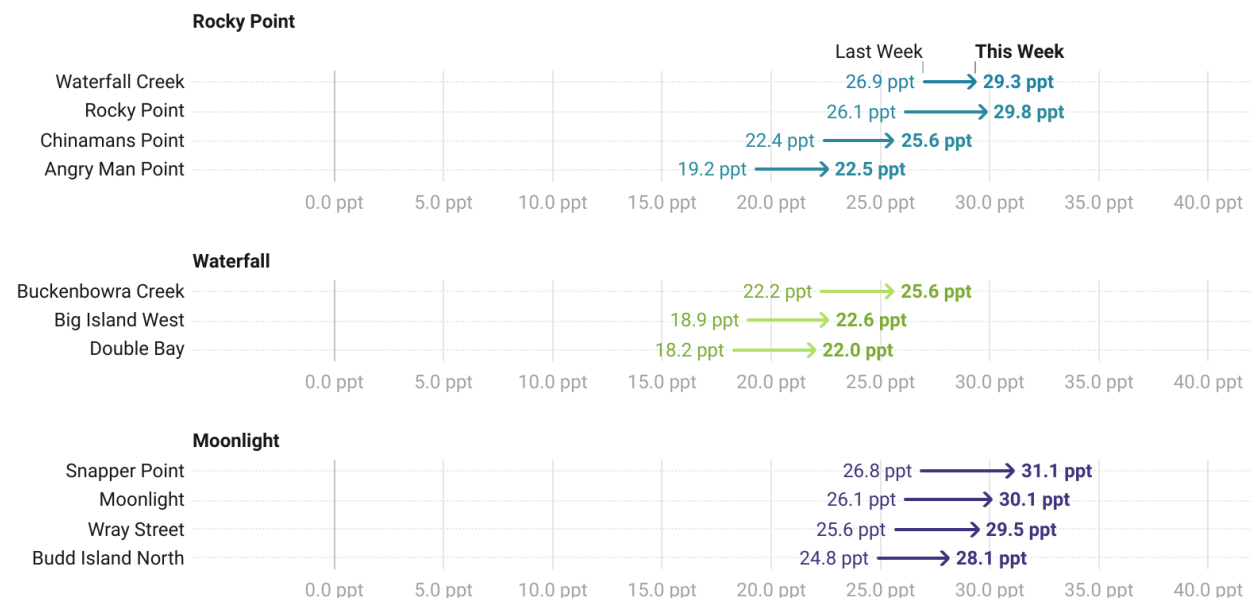 Rocky Point
Last Week This Week
Waterfall Creek 26.9 ppt 29.3 ppt
Rocky Point 26.1 ppt 29.8 ppt
Chinamans Point 22.4 ppt 25.6 ppt
Angry Man Point 19.2 ppt 22.5 ppt
0.0 ppt 5.0 ppt 10.0 ppt 15.0 ppt 20.0 ppt 25.0 ppt 30.0 ppt 35.0 ppt 40.0 ppt
Waterfall
Buckenbowra Creek 22.2 ppt 25.6 ppt
Big Island West 18.9 ppt 22.6 ppt
Double Bay 18.2 ppt 22.0 ppt
0.0 ppt 5.0 ppt 10.0 ppt 15.0 ppt 20.0 ppt 25.0 ppt 30.0 ppt 35.0 ppt 40.0 ppt
Moonlight
Snapper Point 26.8 ppt 31.1 ppt
Moonlight 26.1 ppt 30.1 ppt
Wray Street 25.6 ppt 29.5 ppt
Budd Island North 24.8 ppt 28.1 ppt
0.0 ppt 5.0 ppt 10.0 ppt 15.0 ppt 20.0 ppt 25.0 ppt 30.0 ppt 35.0 ppt 40.0 ppt